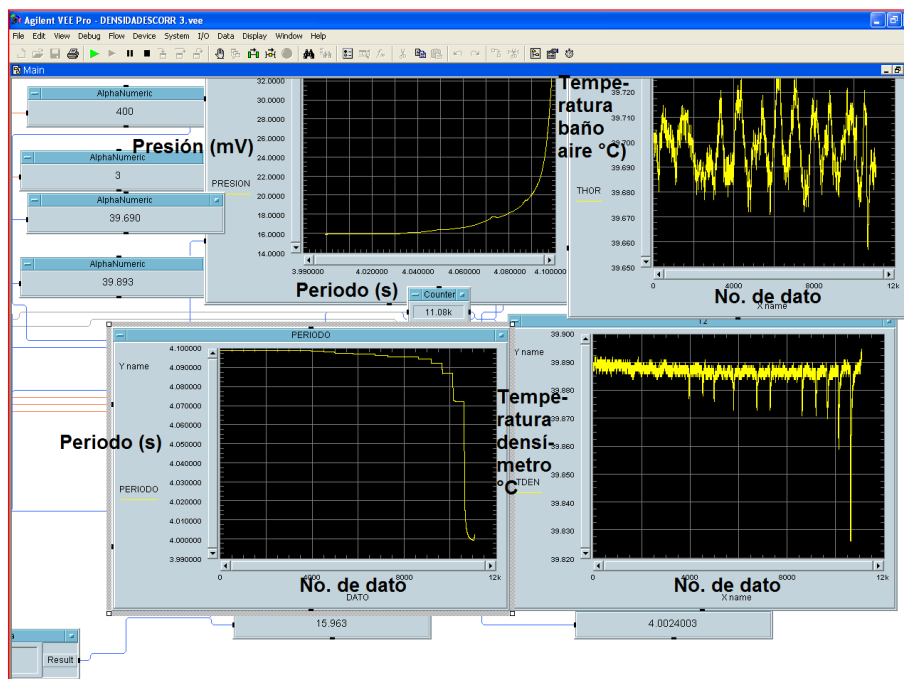 Agilent VEE Pro - DENSIDADESCORR 3.vee
File Edit View Debug Flow Device System I/O Data Display Window Help
Main
AlphaNumeric
400
AlphaNumeric
3
AlphaNumeric
39.690
AlphaNumeric
39.893
Presión (mV)
PRESION
32.0000
30.0000
28.0000
26.0000
24.0000
22.0000
20.0000
18.0000
16.0000
14.0000
3.990000 4.020000 4.040000 4.060000 4.080000 4.100000
Periodo (s)
Tempe-
ratura
baño
aire °C)
THOR
39.720
39.710
39.700
39.690
39.680
39.670
39.660
39.650
0 4000 8000 12k
No. de dato
X name
Counter
11.08k
PERIODO
Y name
Periodo (s)
PERIODO
4.100000
4.090000
4.080000
4.070000
4.060000
4.050000
4.040000
4.030000
4.020000
4.010000
4.000000
3.990000
0 4000 8000 12k
No. de dato
DATO
T2
Y name
Tempe-
ratura
densí-
metro
°C
TDEN
39.900
39.890
39.880
39.870
39.860
39.850
39.840
39.830
39.820
0 4000 8000 12k
No. de dato
X name
15.963
4.0024003
Result